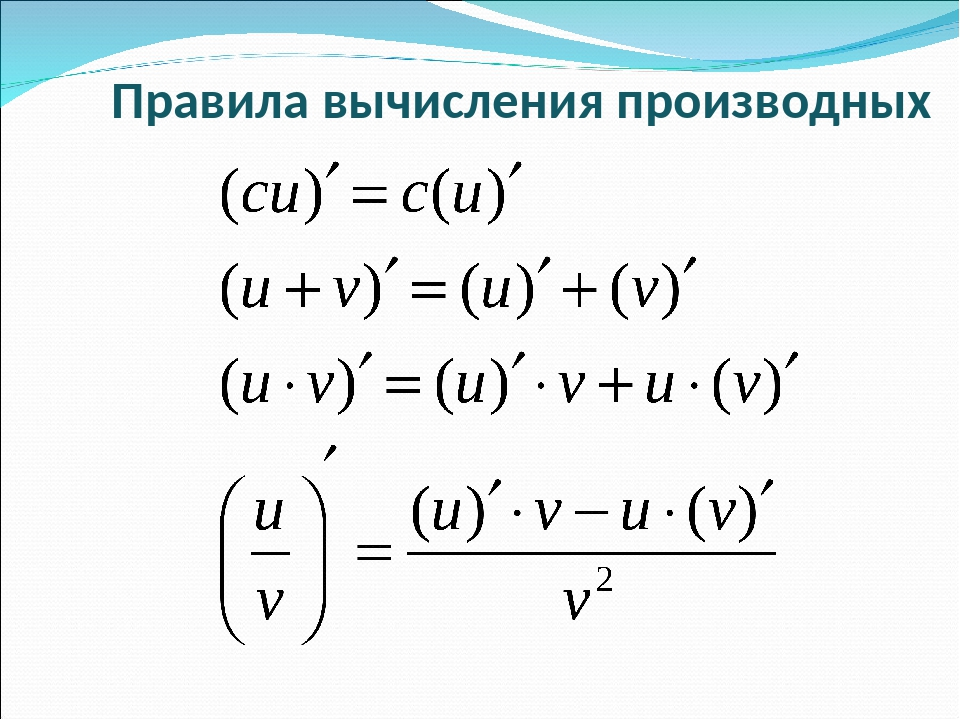 Правила вычисления производных
(cu)′ = c(u)′
(u + v)′ = (u)′ + (v)′
(u · v)′ = (u)′ · v + u · (v)′
(u/v)′ = ((u)′ · v − u · (v)′)/v²